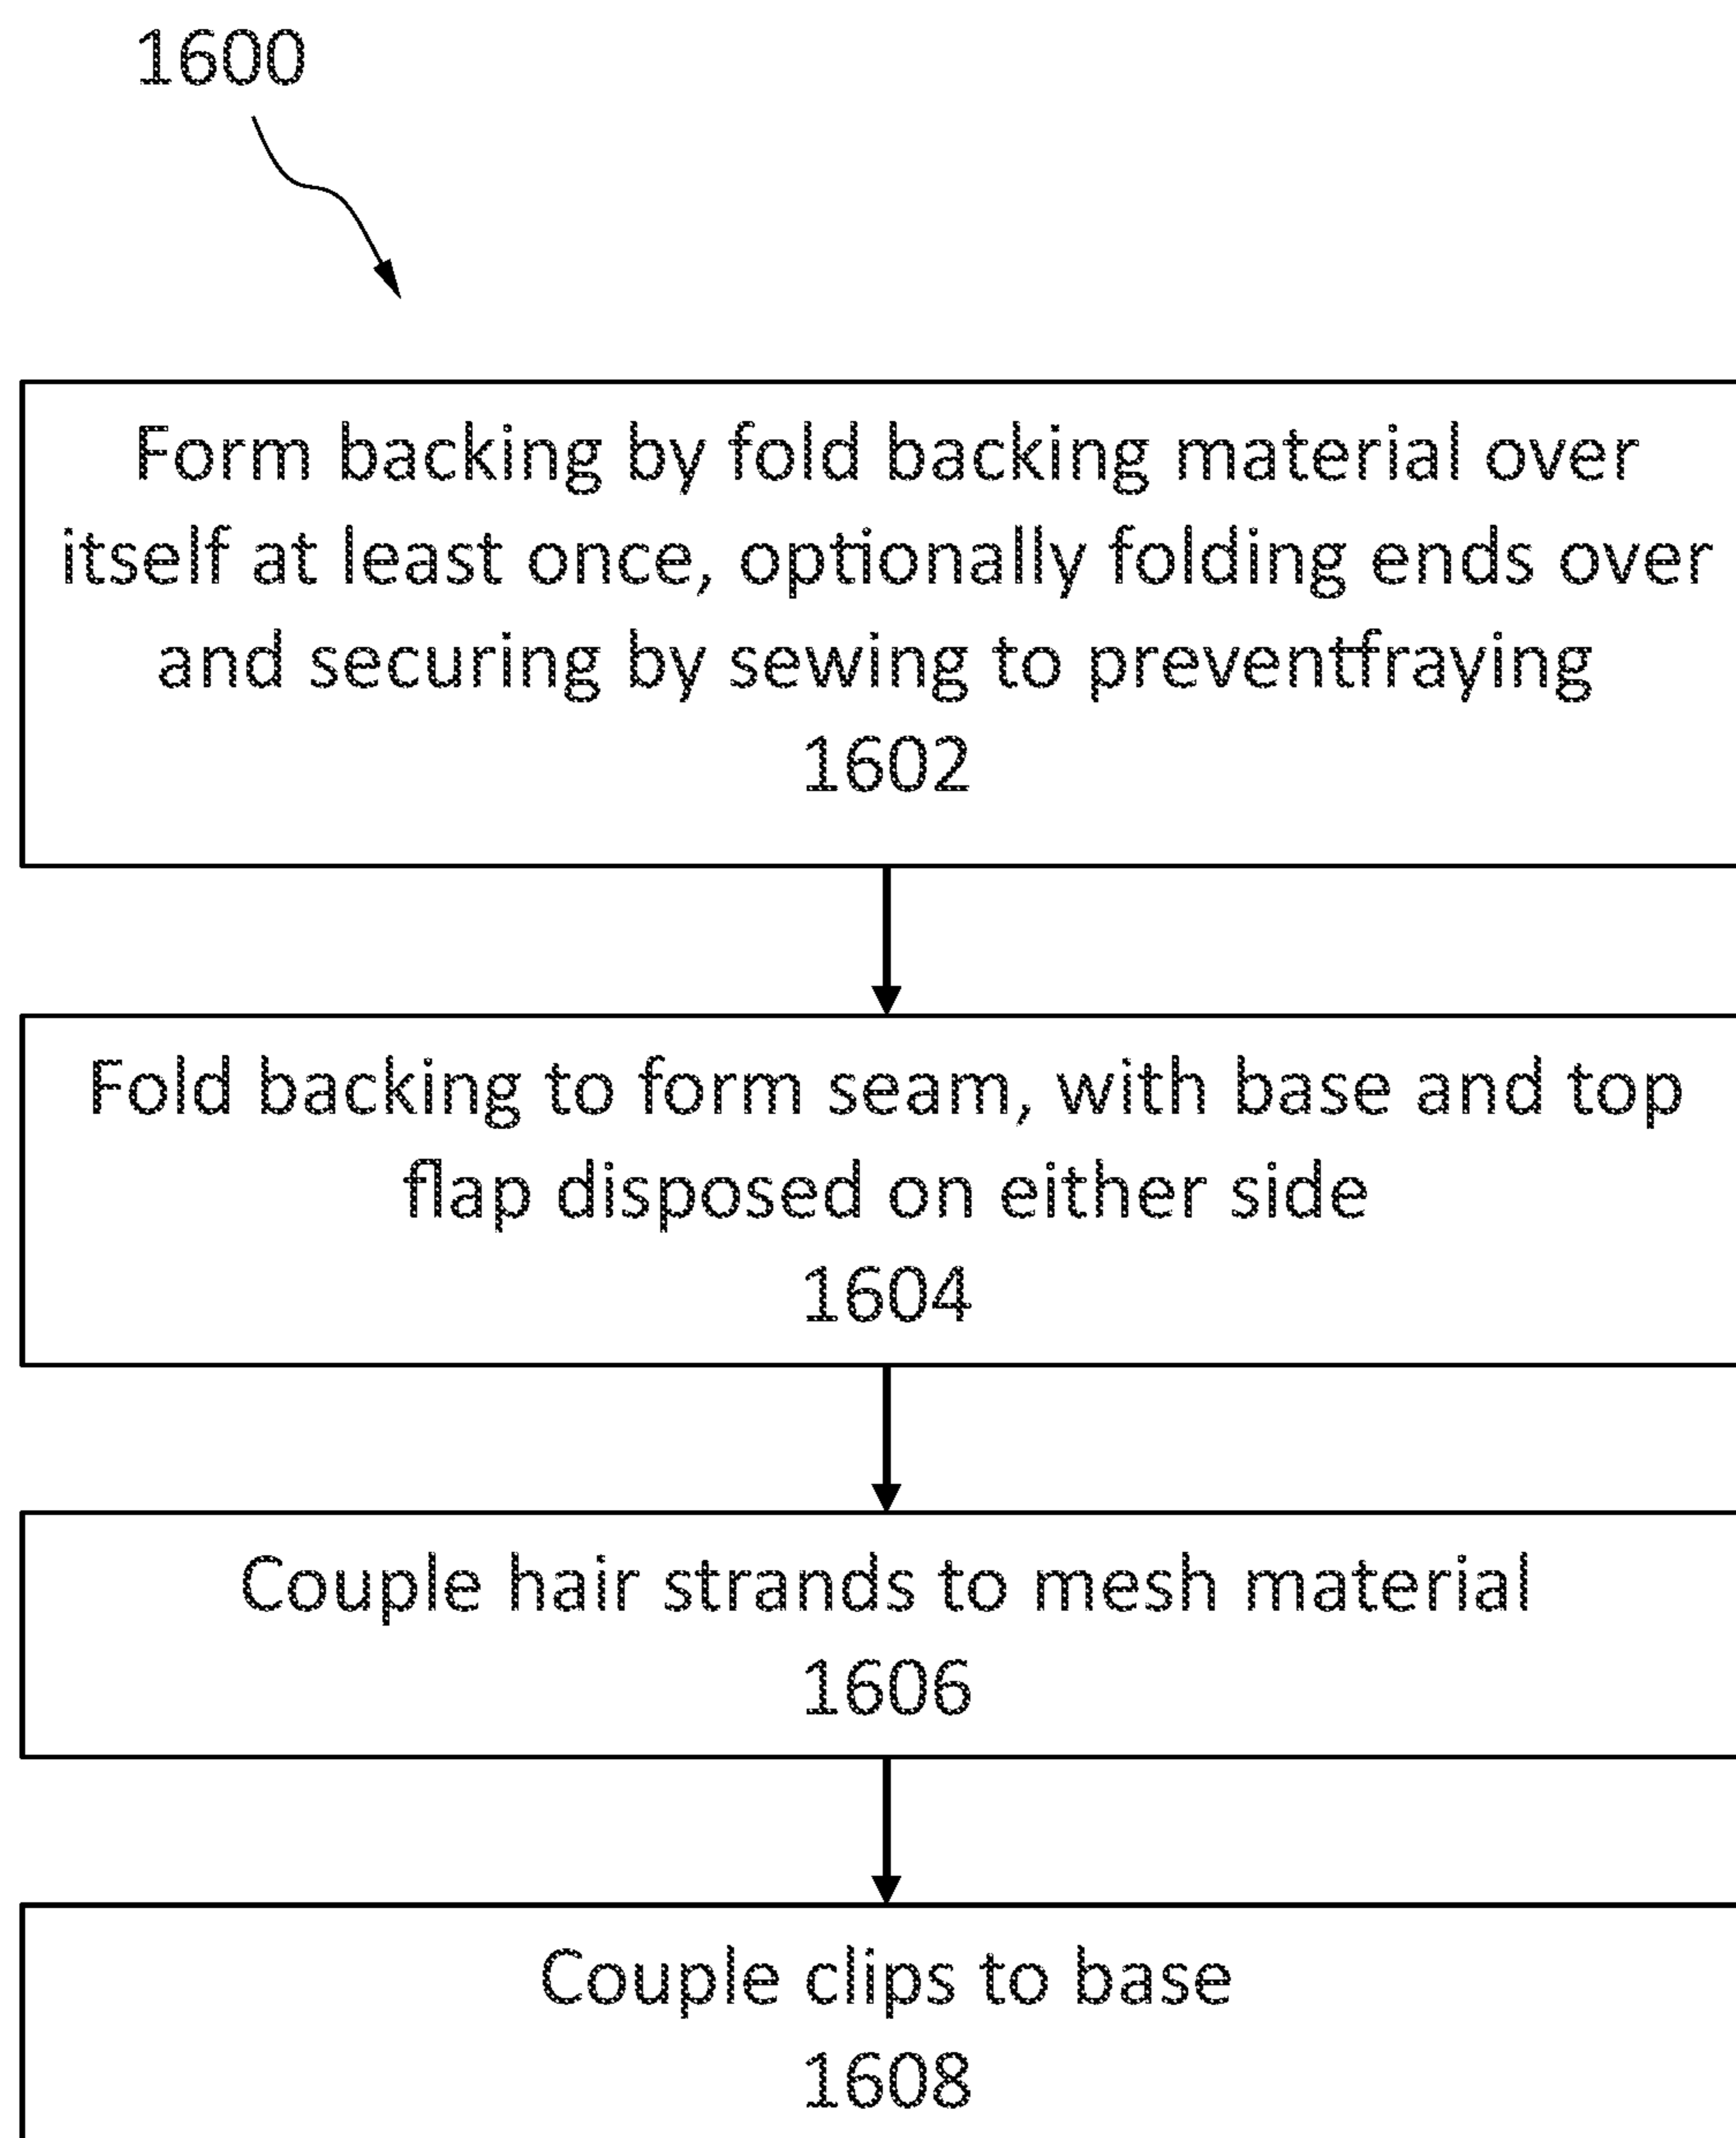 1600
Form backing by fold backing material over
itself at least once, optionally folding ends over
and securing by sewing to preventfraying
1602
Fold backing to form seam, with base and top
flap disposed on either side
1604
Couple hair strands to mesh material
1606
Couple clips to base
1608